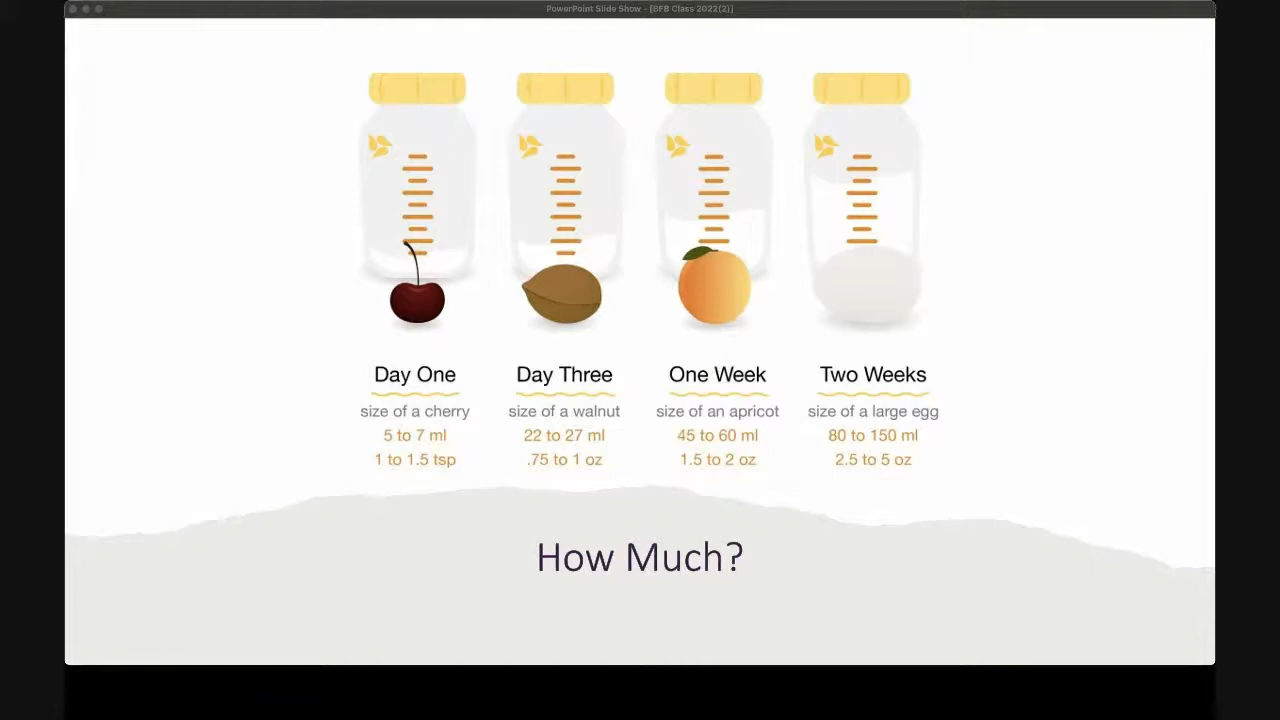 PowerPoint Slide Show - [BFB Class 2022(2)]
Day One
size of a cherry
5 to 7 ml
1 to 1.5 tsp
Day Three
size of a walnut
22 to 27 ml
.75 to 1 oz
One Week
size of an apricot
45 to 60 ml
1.5 to 2 oz
Two Weeks
size of a large egg
80 to 150 ml
2.5 to 5 oz
How Much?